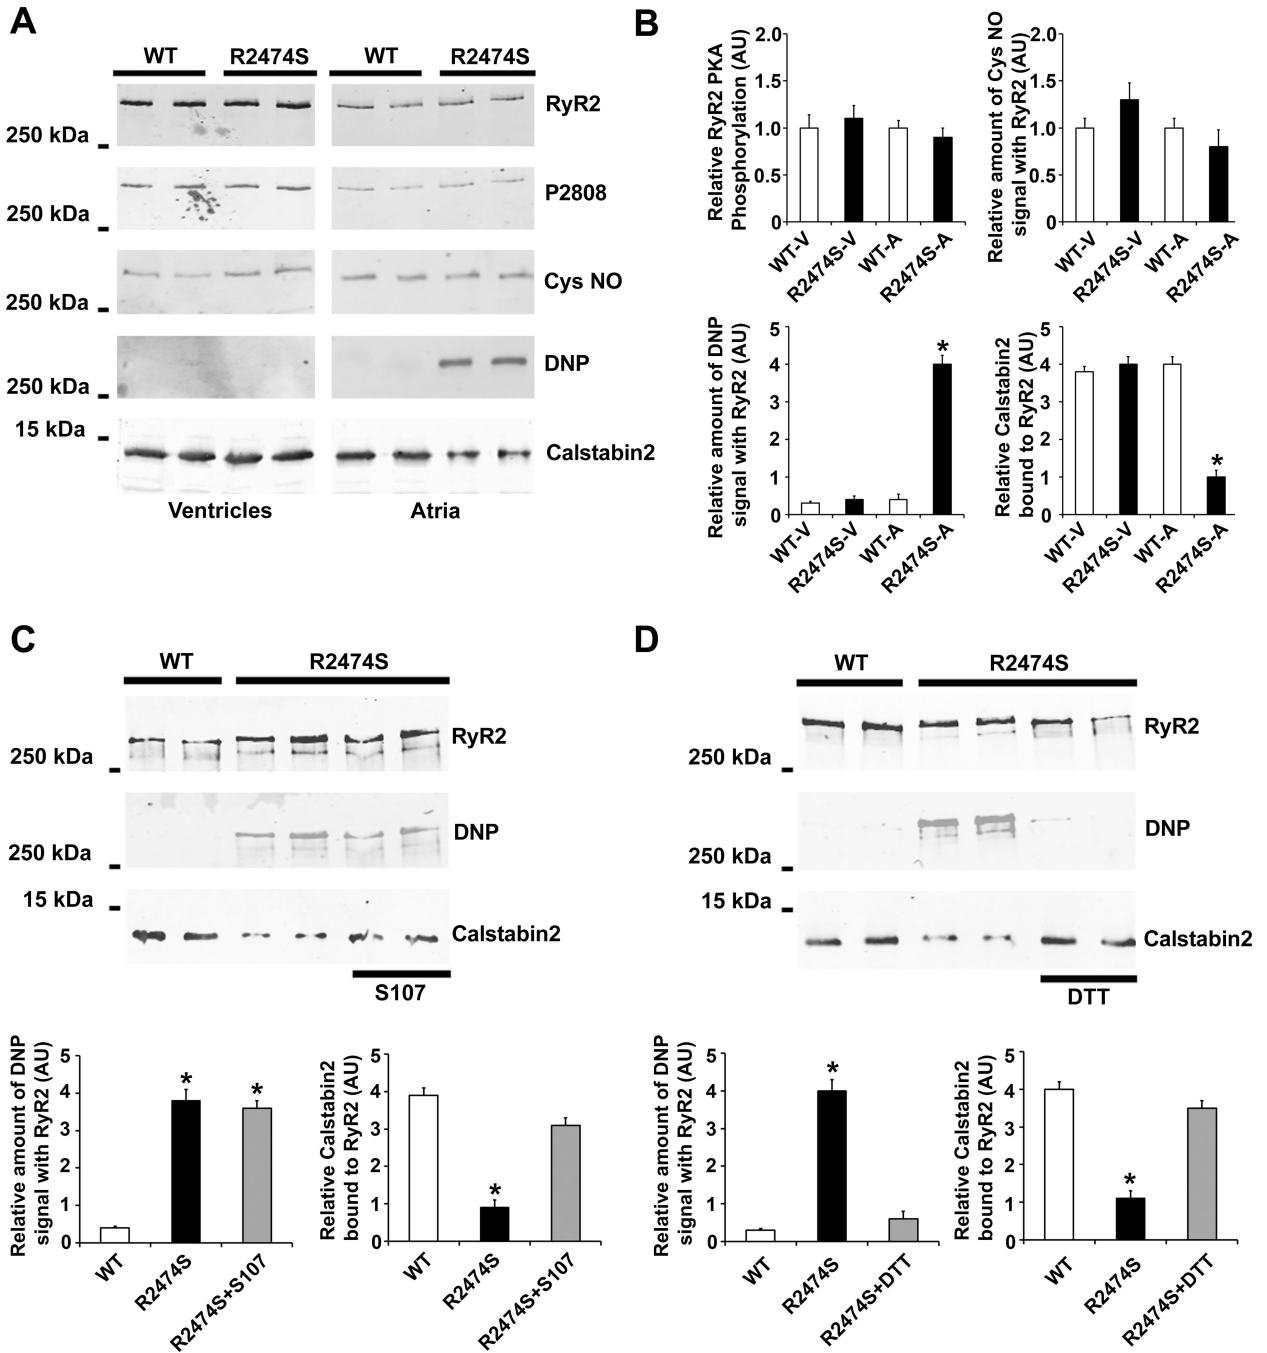 A
WT
R2474S
WT
R2474S
RyR2
250 kDa
P2808
250 kDa
Cys NO
250 kDa
DNP
250 kDa
15 kDa
Calstabin2
Ventricles
Atria
B
Relative RyR2 PKA
Phosphorylation (AU)
2.0
1.5
1.0
0.5
0
WT-V
R2474S-V
WT-A
R2474S-A
Relative amount of Cys NO
signal with RyR2 (AU)
2.0
1.5
1.0
0.5
0
WT-V
R2474S-V
WT-A
R2474S-A
Relative amount of DNP
signal with RyR2 (AU)
5
4
3
2
1
0
*
WT-V
R2474S-V
WT-A
R2474S-A
Relative Calstabin2
bound to RyR2 (AU)
5
4
3
2
1
0
*
WT-V
R2474S-V
WT-A
R2474S-A
C
WT
R2474S
RyR2
250 kDa
DNP
250 kDa
15 kDa
Calstabin2
S107
Relative amount of DNP
signal with RyR2 (AU)
5
4
3
2
1
0
*
*
WT
R2474S
R2474S+S107
Relative Calstabin2
bound to RyR2 (AU)
5
4
3
2
1
0
*
WT
R2474S
R2474S+S107
D
WT
R2474S
RyR2
250 kDa
DNP
250 kDa
15 kDa
Calstabin2
DTT
Relative amount of DNP
signal with RyR2 (AU)
5
4
3
2
1
0
*
WT
R2474S
R2474S+DTT
Relative Calstabin2
bound to RyR2 (AU)
5
4
3
2
1
0
*
WT
R2474S
R2474S+DTT